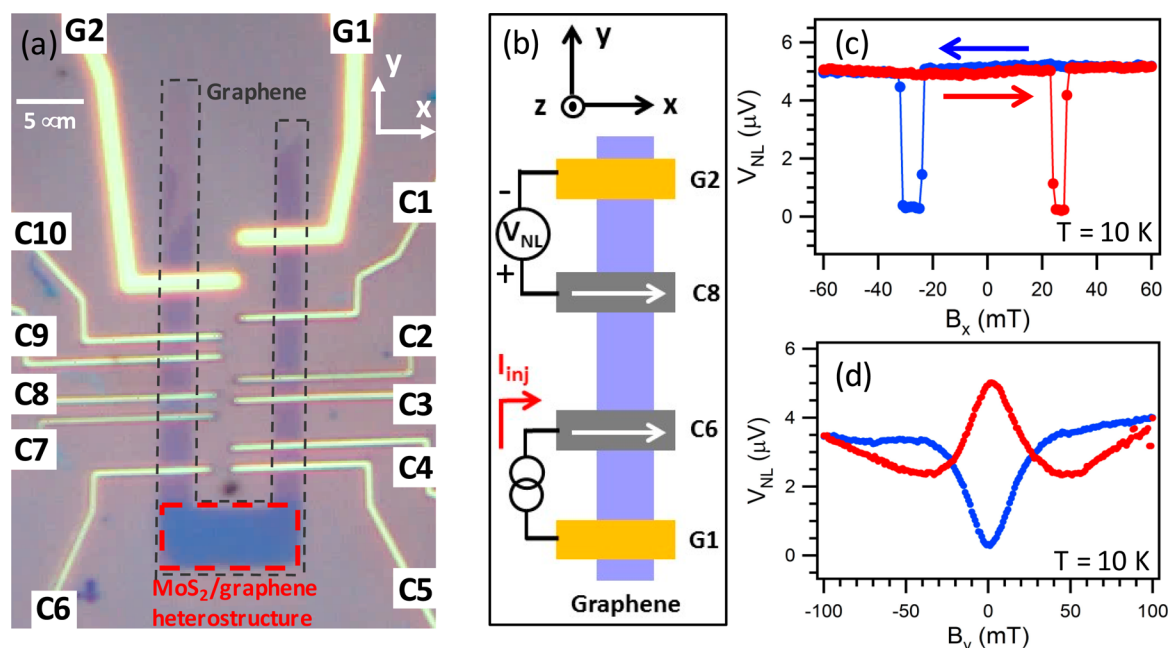 (a)
G2
G1
Graphene
y
x
5 ∝m
C1
C10
C9
C2
C8
C3
C7
C4
C6
C5
MoS₂/graphene
heterostructure
(b)
y
z
x
G2
-
V_NL
+
C8
I_inj
C6
G1
Graphene
(c)
6
4
2
0
V_NL (μV)
T = 10 K
-60 -40 -20 0 20 40 60
B_x (mT)
(d)
6
4
2
0
V_NL (μV)
T = 10 K
-100 -50 0 50 100
B_y (mT)